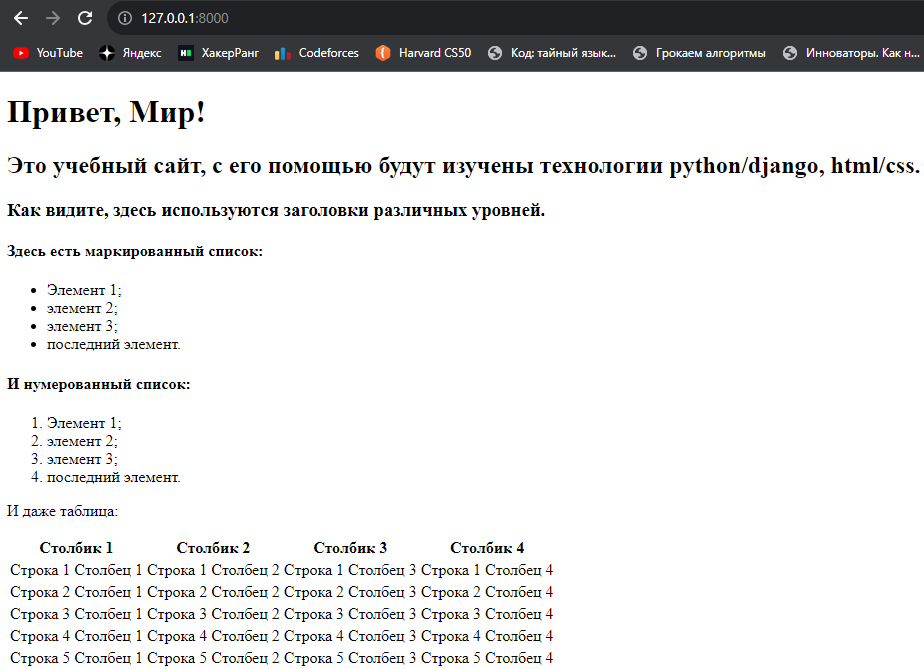 127.0.0.1:8000
YouTube Яндекс ХакерРанг Codeforces Harvard CS50 Код: тайный язык... Грокаем алгоритмы Инноваторы. Как н...
Привет, Мир!
Это учебный сайт, с его помощью будут изучены технологии python/django, html/css.
Как видите, здесь используются заголовки различных уровней.
Здесь есть маркированный список:
• Элемент 1;
• элемент 2;
• элемент 3;
• последний элемент.
И нумерованный список:
1. Элемент 1;
2. элемент 2;
3. элемент 3;
4. последний элемент.
И даже таблица:
Столбик 1 Столбик 2 Столбик 3 Столбик 4
Строка 1 Столбец 1 Строка 1 Столбец 2 Строка 1 Столбец 3 Строка 1 Столбец 4
Строка 2 Столбец 1 Строка 2 Столбец 2 Строка 2 Столбец 3 Строка 2 Столбец 4
Строка 3 Столбец 1 Строка 3 Столбец 2 Строка 3 Столбец 3 Строка 3 Столбец 4
Строка 4 Столбец 1 Строка 4 Столбец 2 Строка 4 Столбец 3 Строка 4 Столбец 4
Строка 5 Столбец 1 Строка 5 Столбец 2 Строка 5 Столбец 3 Строка 5 Столбец 4